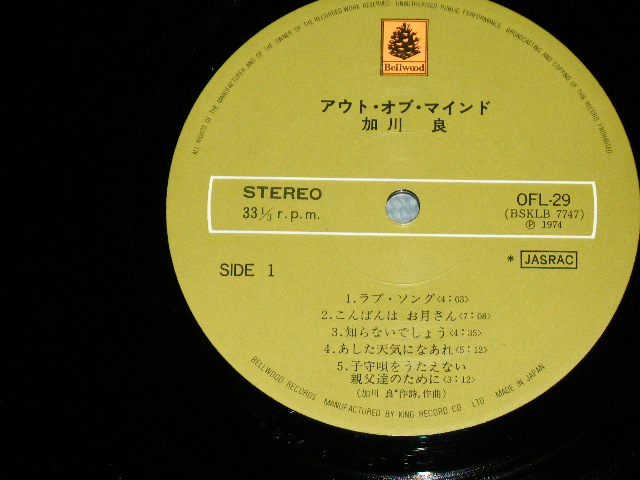 ALL RIGHTS OF THE MANUFACTURER AND OF THE OWNER OF THE RECORDED WORK RESERVED UNAUTHORISED PUBLIC PERFORMANCE BROADCASTING AND COPYING OF THIS RECORD PROHIBITED
Bellwood
アウト・オブ・マインド
加川 良
STEREO
33 1/3 r.p.m.
OFL-29
(BSKLB 7747)
Ⓟ 1974
SIDE 1
* JASRAC
1.ラブ・ソング<4:03>
2.こんばんは お月さん<7:08>
3.知らないでしょう<4:35>
4.あした天気になあれ<5:12>
5.子守唄をうたえない
親父達のために<3:12>
(加川 良*作詩,作曲)
BELLWOOD RECORDS MANUFACTURED BY KING RECORD CO., LTD. MADE IN JAPAN